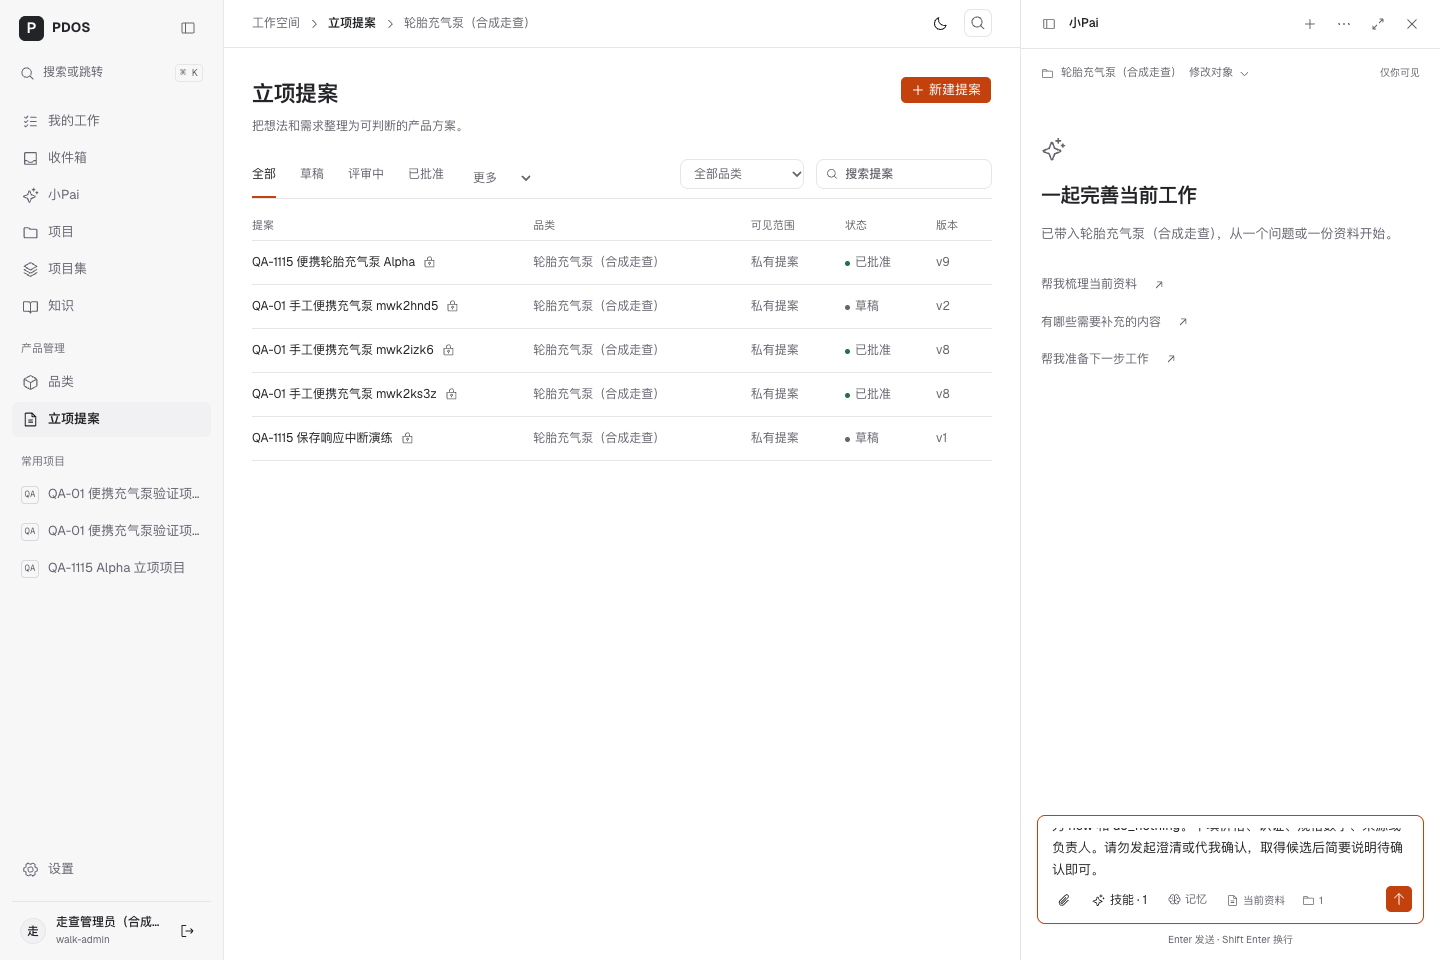 P PDOS
搜索或跳转 ⌘ K
我的工作
收件箱
小Pai
项目
项目集
知识
产品管理
品类
立项提案
常用项目
QA QA-01 便携充气泵验证项...
QA QA-01 便携充气泵验证项...
QA QA-1115 Alpha 立项项目
设置
走 走查管理员（合成...
walk-admin
工作空间 立项提案 轮胎充气泵（合成走查）
立项提案
新建提案
把想法和需求整理为可判断的产品方案。
全部 草稿 评审中 已批准 更多
全部品类 搜索提案
提案 品类 可见范围 状态 版本
QA-1115 便携轮胎充气泵 Alpha 轮胎充气泵（合成走查） 私有提案 已批准 v9
QA-01 手工便携充气泵 mwk2hnd5 轮胎充气泵（合成走查） 私有提案 草稿 v2
QA-01 手工便携充气泵 mwk2izk6 轮胎充气泵（合成走查） 私有提案 已批准 v8
QA-01 手工便携充气泵 mwk2ks3z 轮胎充气泵（合成走查） 私有提案 已批准 v8
QA-1115 保存响应中断演练 轮胎充气泵（合成走查） 私有提案 草稿 v1
小Pai
轮胎充气泵（合成走查） 修改对象 仅你可见
一起完善当前工作
已带入轮胎充气泵（合成走查），从一个问题或一份资料开始。
帮我梳理当前资料
有哪些需要补充的内容
帮我准备下一步工作
负责人。请勿发起澄清或代我确认，取得候选后简要说明待确
认即可。
技能 · 1 记忆 当前资料 1
Enter 发送 · Shift Enter 换行